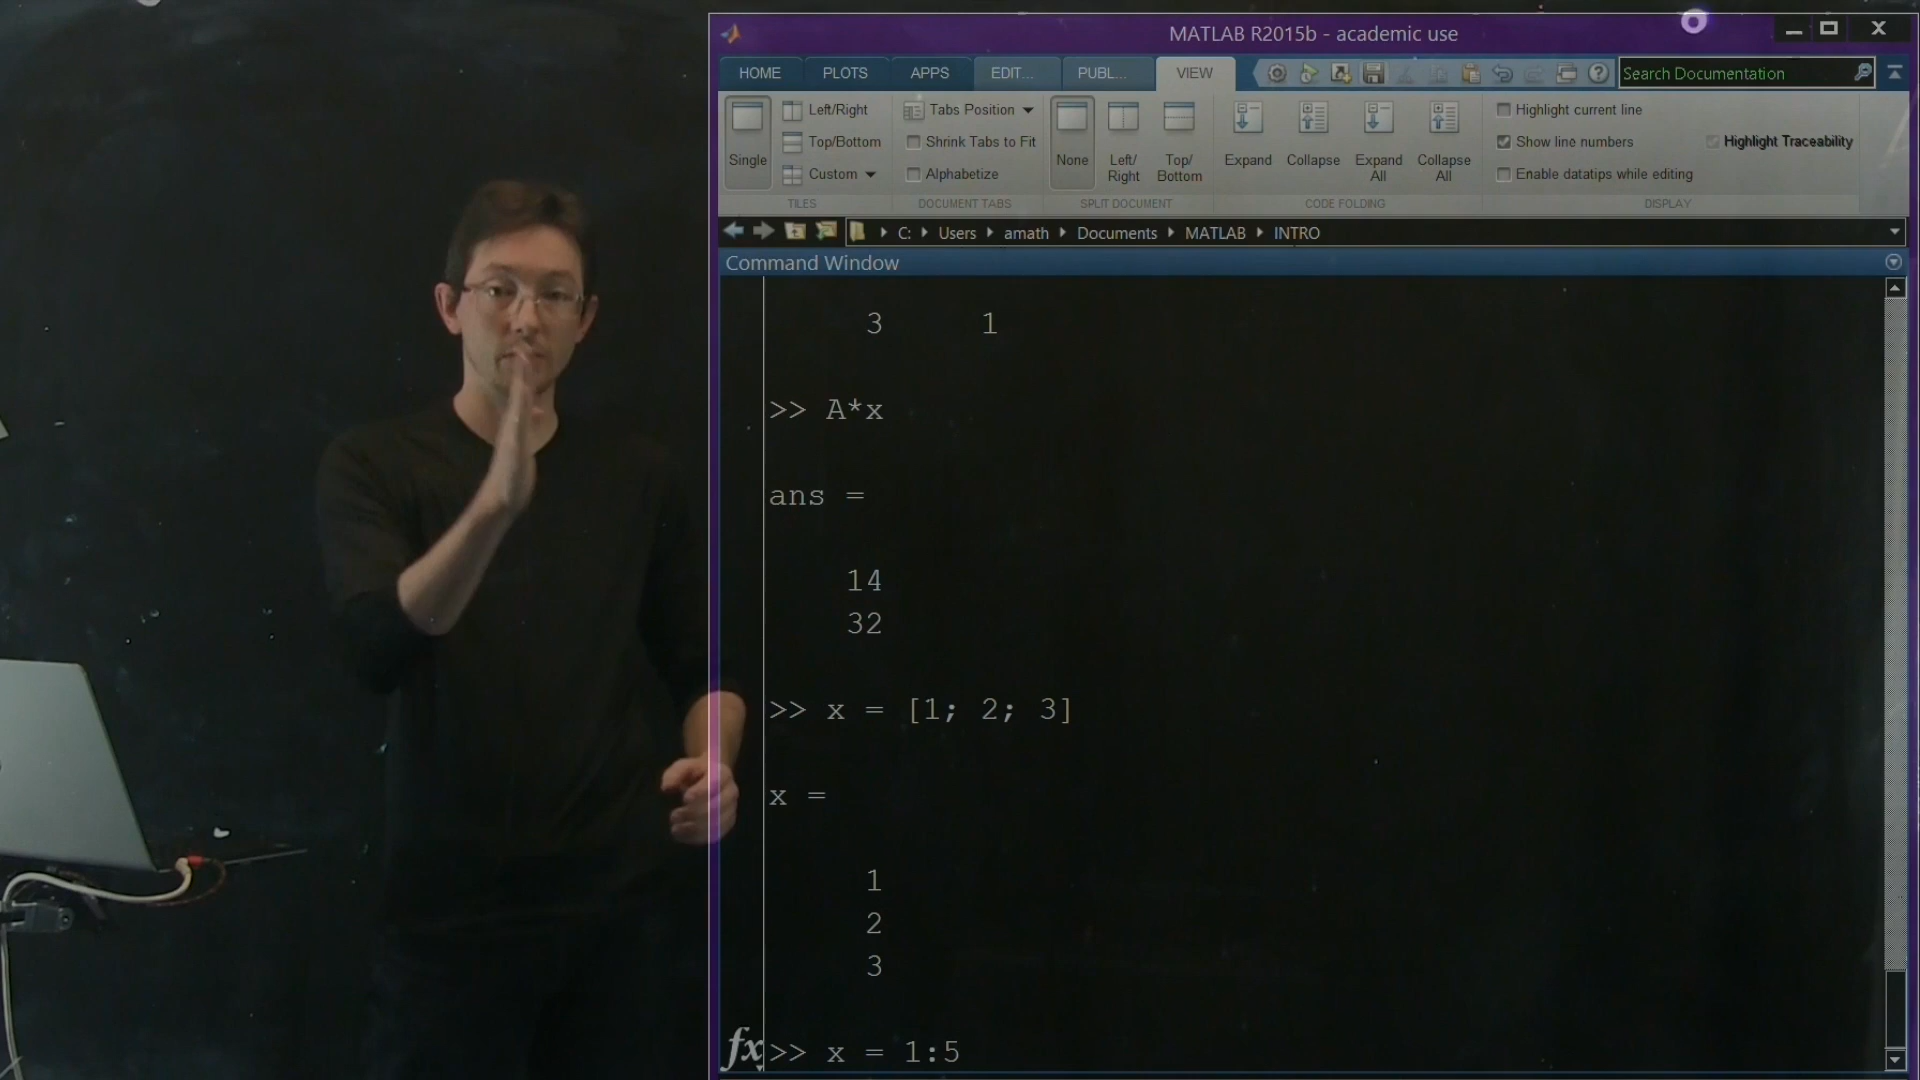 MATLAB R2015b - academic use
HOME PLOTS APPS EDIT... PUBL... VIEW Search Documentation
Left/Right Tabs Position Highlight current line
Top/Bottom Shrink Tabs to Fit Show line numbers Highlight Traceability
Single None Left/Right Top/Bottom Expand Collapse Expand All Collapse All
Custom Alphabetize Enable datatips while editing
TILES DOCUMENT TABS SPLIT DOCUMENT CODE FOLDING DISPLAY
C: Users amath Documents MATLAB INTRO
Command Window
3 1
>> A*x
ans =
14
32
>> x = [1; 2; 3]
x =
1
2
3
fx >> x = 1:5